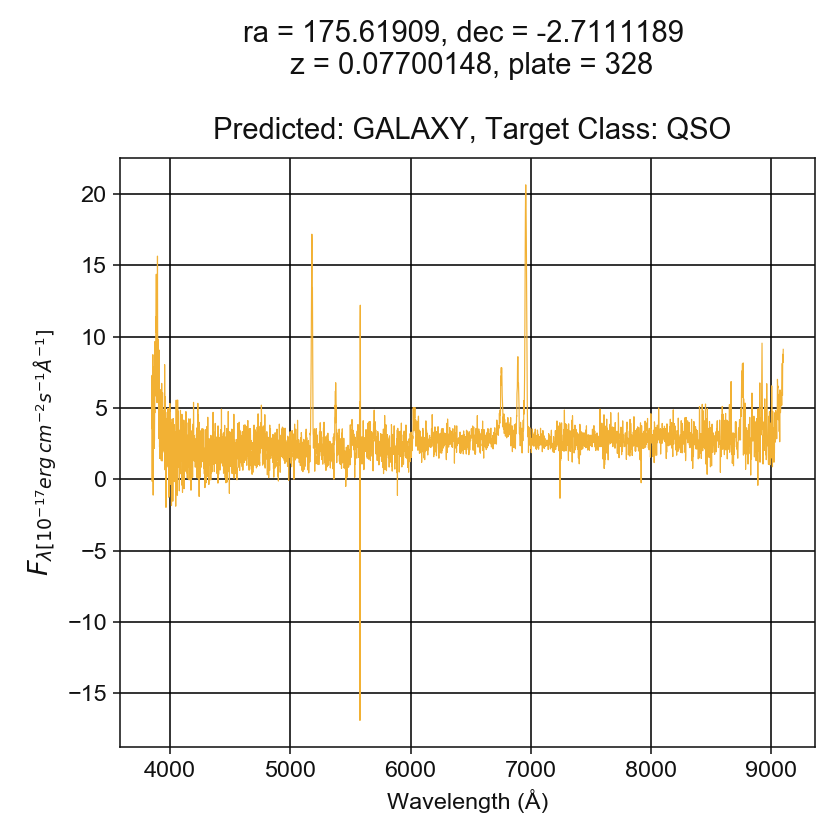 ra = 175.61909, dec = -2.7111189
z = 0.07700148, plate = 328
Predicted: GALAXY, Target Class: QSO
20
15
10
5
0
−5
−10
−15
F_λ[10^{−17} erg cm^{−2} s^{−1} Å^{−1}]
4000 5000 6000 7000 8000 9000
Wavelength (Å)